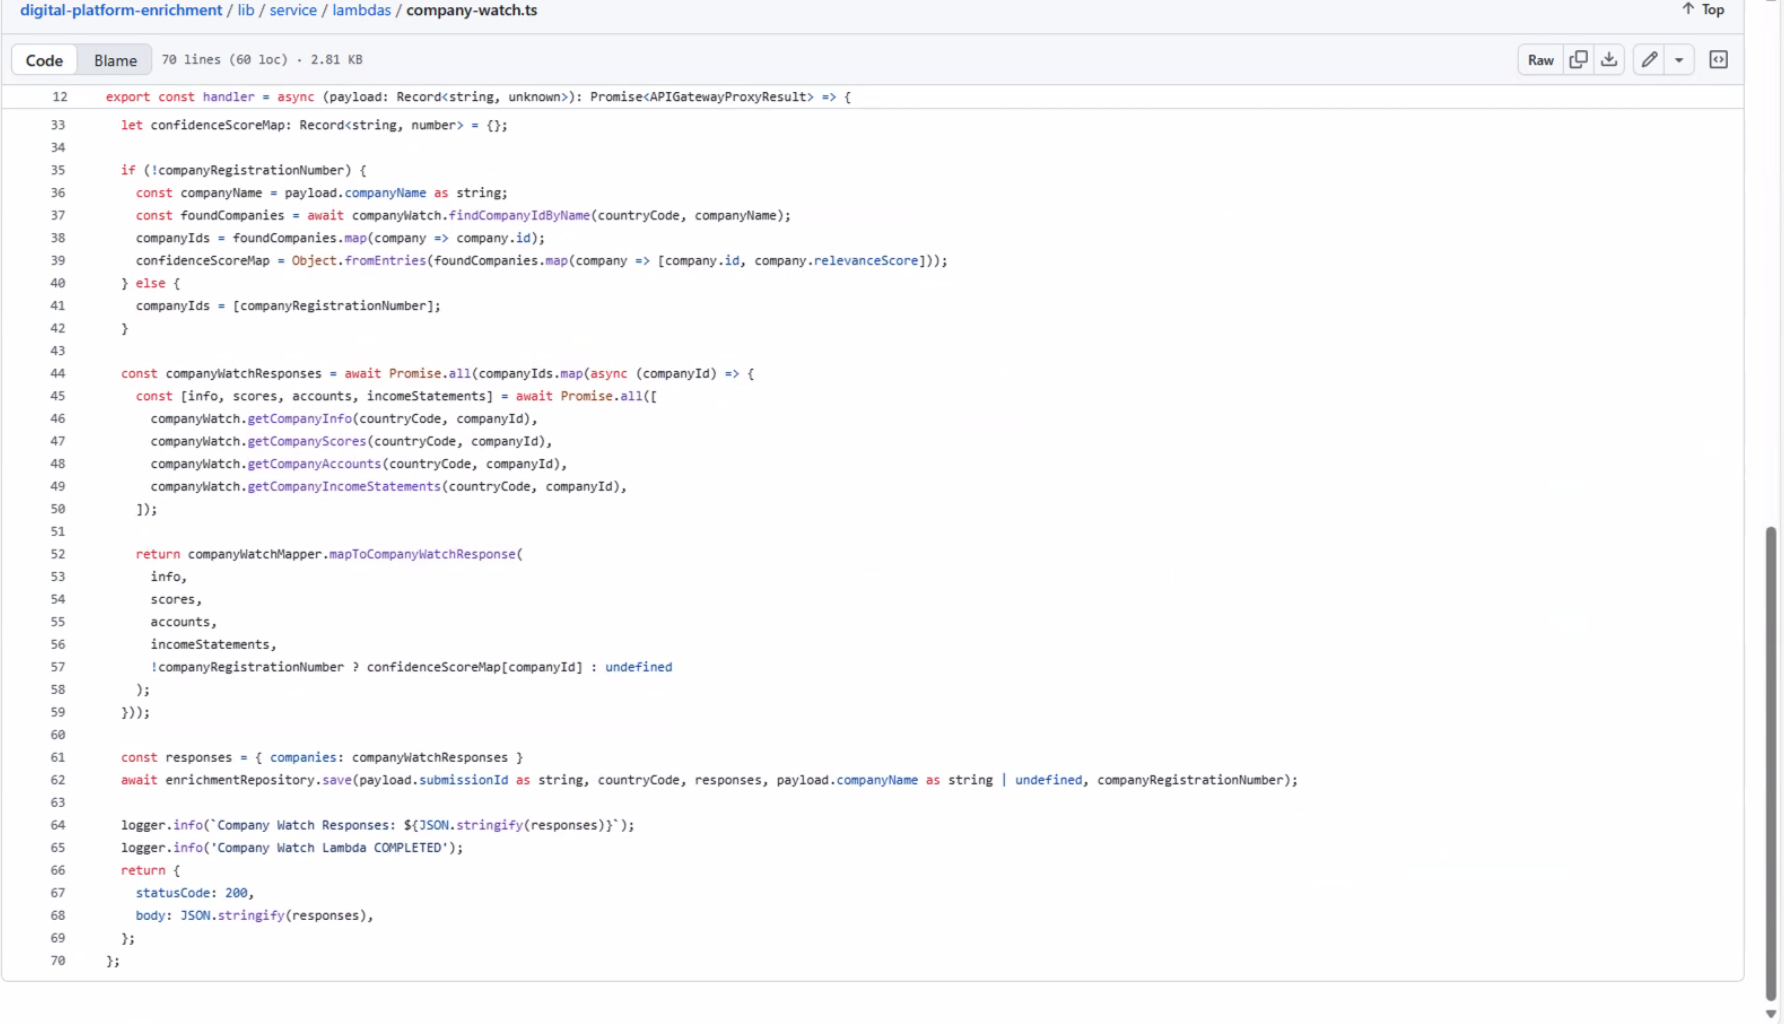 digital-platform-enrichment / lib / service / lambdas / company-watch.ts
↑ Top
Code Blame 70 lines (60 loc) · 2.81 KB
Raw
12 export const handler = async (payload: Record<string, unknown>): Promise<APIGatewayProxyResult> => {
33 let confidenceScoreMap: Record<string, number> = {};
34
35 if (!companyRegistrationNumber) {
36 const companyName = payload.companyName as string;
37 const foundCompanies = await companyWatch.findCompanyIdByName(countryCode, companyName);
38 companyIds = foundCompanies.map(company => company.id);
39 confidenceScoreMap = Object.fromEntries(foundCompanies.map(company => [company.id, company.relevanceScore]));
40 } else {
41 companyIds = [companyRegistrationNumber];
42 }
43
44 const companyWatchResponses = await Promise.all(companyIds.map(async (companyId) => {
45 const [info, scores, accounts, incomeStatements] = await Promise.all([
46 companyWatch.getCompanyInfo(countryCode, companyId),
47 companyWatch.getCompanyScores(countryCode, companyId),
48 companyWatch.getCompanyAccounts(countryCode, companyId),
49 companyWatch.getCompanyIncomeStatements(countryCode, companyId),
50 ]);
51
52 return companyWatchMapper.mapToCompanyWatchResponse(
53 info,
54 scores,
55 accounts,
56 incomeStatements,
57 !companyRegistrationNumber ? confidenceScoreMap[companyId] : undefined
58 );
59 }));
60
61 const responses = { companies: companyWatchResponses }
62 await enrichmentRepository.save(payload.submissionId as string, countryCode, responses, payload.companyName as string | undefined, companyRegistrationNumber);
63
64 logger.info(`Company Watch Responses: ${JSON.stringify(responses)}`);
65 logger.info('Company Watch Lambda COMPLETED');
66 return {
67 statusCode: 200,
68 body: JSON.stringify(responses),
69 };
70 };